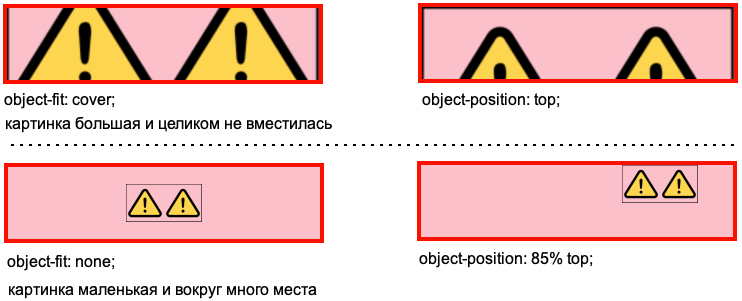 object-fit: cover;
object-position: top;
картинка большая и целиком не вместилась
object-fit: none;
object-position: 85% top;
картинка маленькая и вокруг много места